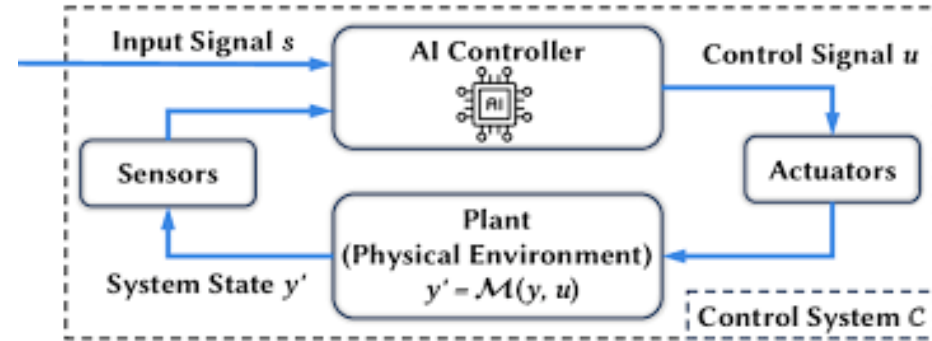 Input Signal s
AI Controller
AI
Control Signal u
Sensors
Actuators
Plant
(Physical Environment)
y' = M(y, u)
System State y'
Control System C